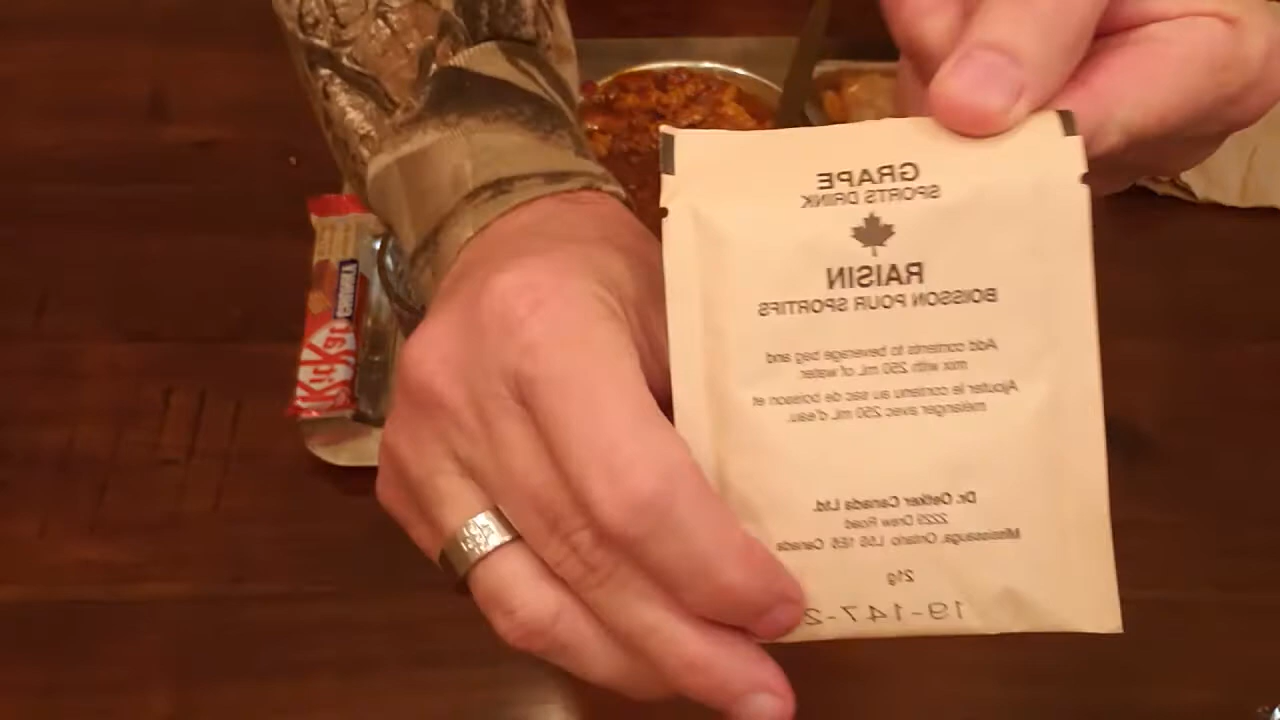 GRAPE
SPORTS DRINK
RAISIN
BOISSON POUR SPORTIFS
Add contents to beverage bag and
mix with 250 mL of water.
Ajouter le contenu au sac de boisson et
mélanger avec 250 mL d'eau.
Dr. Oetker Canada Ltd.
2229 Drew Road
Mississauga, Ontario L5S 1E5 Canada
21g
19-147-2
KitKat
CHUNKY